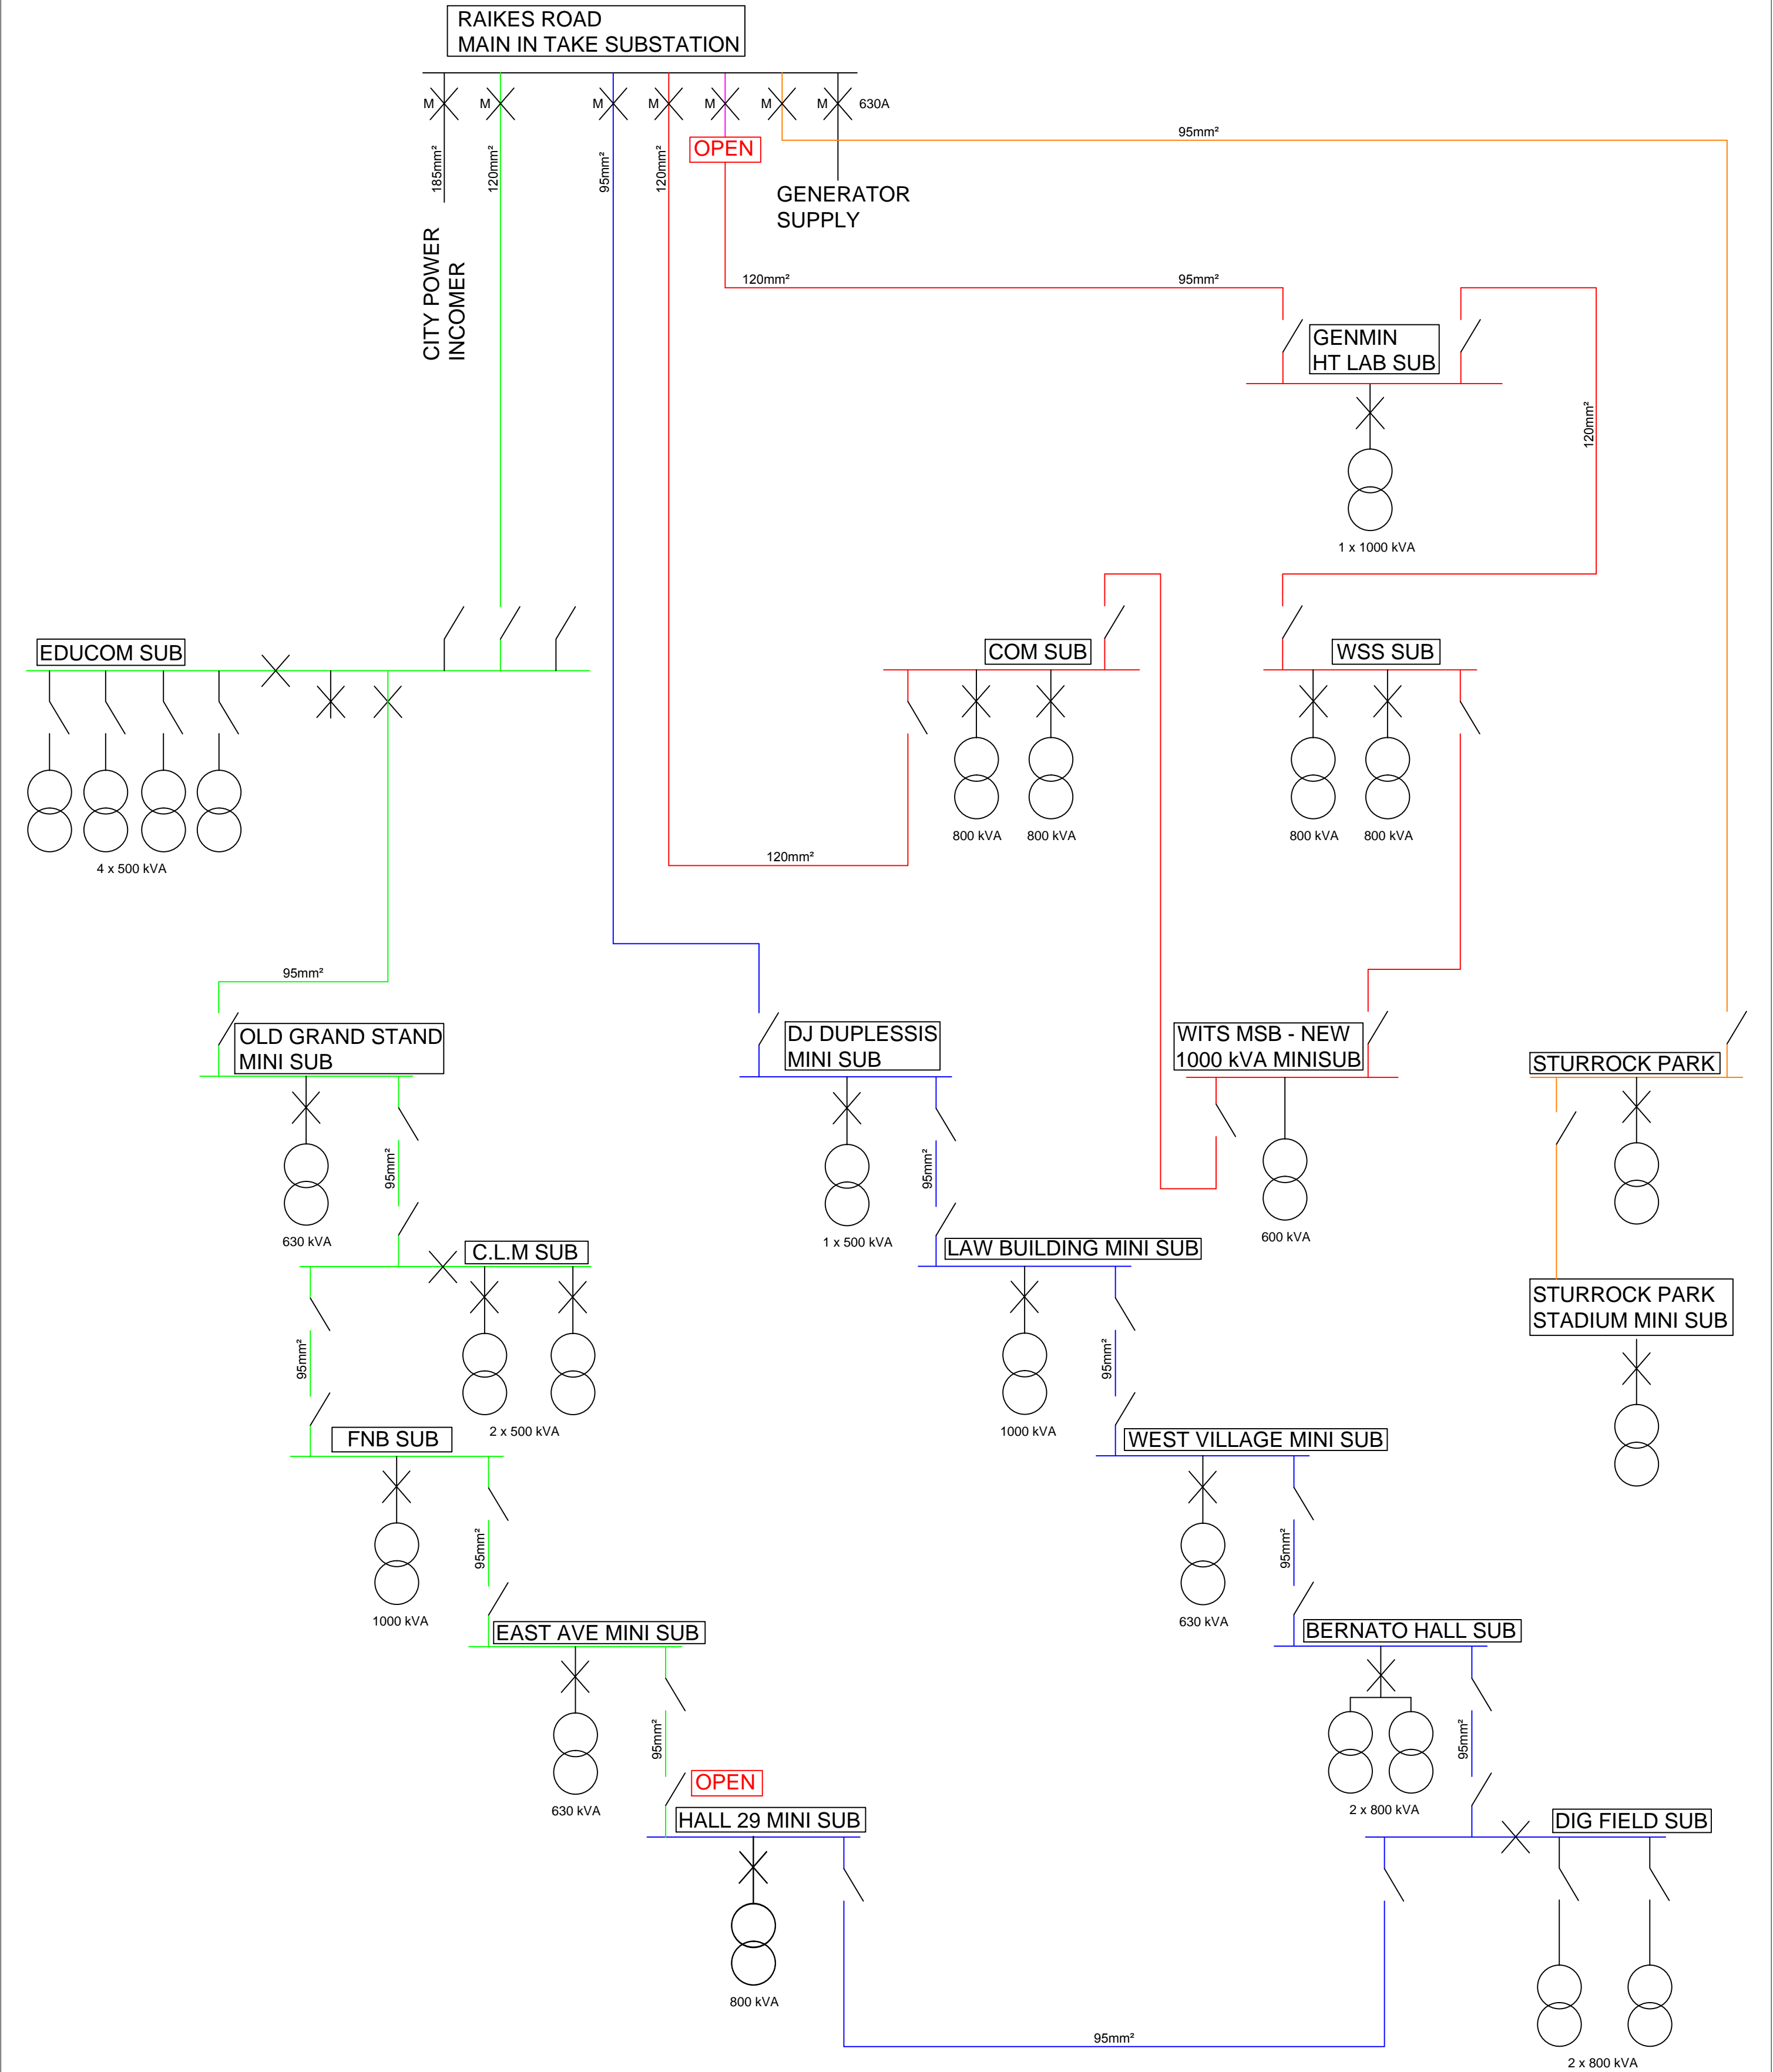 RAIKES ROAD
MAIN IN TAKE SUBSTATION
M
M
M
M
M
M
M
630A
185mm²
120mm²
95mm²
120mm²
OPEN
95mm²
GENERATOR
SUPPLY
CITY POWER
INCOMER
120mm²
95mm²
GENMIN
HT LAB SUB
120mm²
1 x 1000 kVA
EDUCOM SUB
COM SUB
WSS SUB
800 kVA
800 kVA
800 kVA
800 kVA
120mm²
4 x 500 kVA
95mm²
OLD GRAND STAND
MINI SUB
DJ DUPLESSIS
MINI SUB
WITS MSB - NEW
1000 kVA MINISUB
STURROCK PARK
95mm²
95mm²
630 kVA
1 x 500 kVA
600 kVA
C.L.M SUB
LAW BUILDING MINI SUB
STURROCK PARK
STADIUM MINI SUB
95mm²
95mm²
2 x 500 kVA
1000 kVA
FNB SUB
WEST VILLAGE MINI SUB
95mm²
95mm²
1000 kVA
630 kVA
EAST AVE MINI SUB
BERNATO HALL SUB
95mm²
95mm²
OPEN
630 kVA
2 x 800 kVA
HALL 29 MINI SUB
DIG FIELD SUB
800 kVA
95mm²
2 x 800 kVA